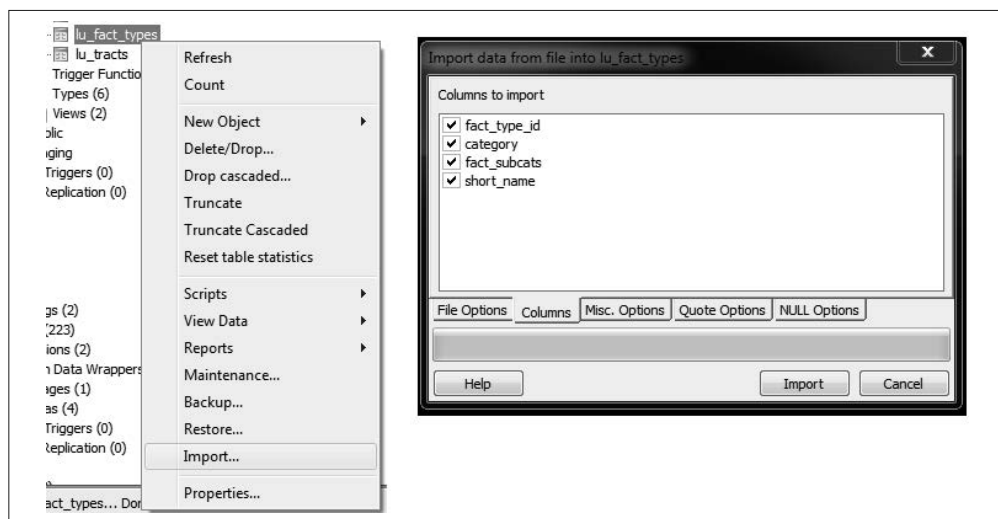 lu_fact_types
lu_tracts
Trigger Functio
Types (6)
Views (2)
Triggers (0)
Replication (0)
gs (2)
(223)
ions (2)
n Data Wrappers
ages (1)
as (4)
Triggers (0)
Replication (0)
act_types... Dor
Refresh
Count
New Object
Delete/Drop...
Drop cascaded...
Truncate
Truncate Cascaded
Reset table statistics
Scripts
View Data
Reports
Maintenance...
Backup...
Restore...
Import...
Properties...
Import data from file into lu_fact_types
Columns to import
fact_type_id
category
fact_subcats
short_name
File Options Columns Misc. Options Quote Options NULL Options
Help Import Cancel